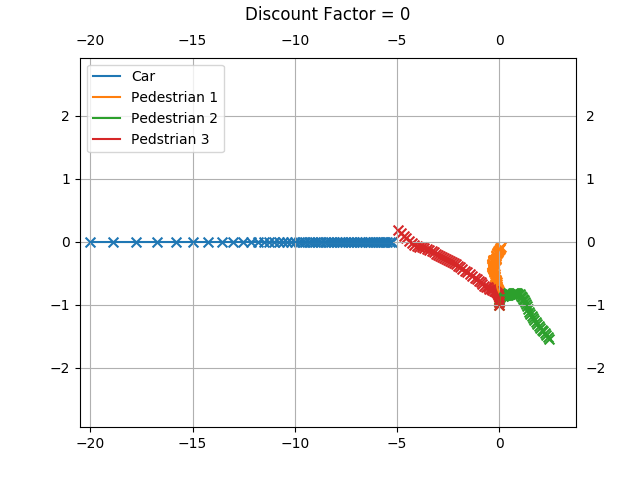 Discount Factor = 0
−20 −15 −10 −5 0
Car
Pedestrian 1
Pedestrian 2
Pedstrian 3
2 2
1 1
0 0
−1 −1
−2 −2
−20 −15 −10 −5 0